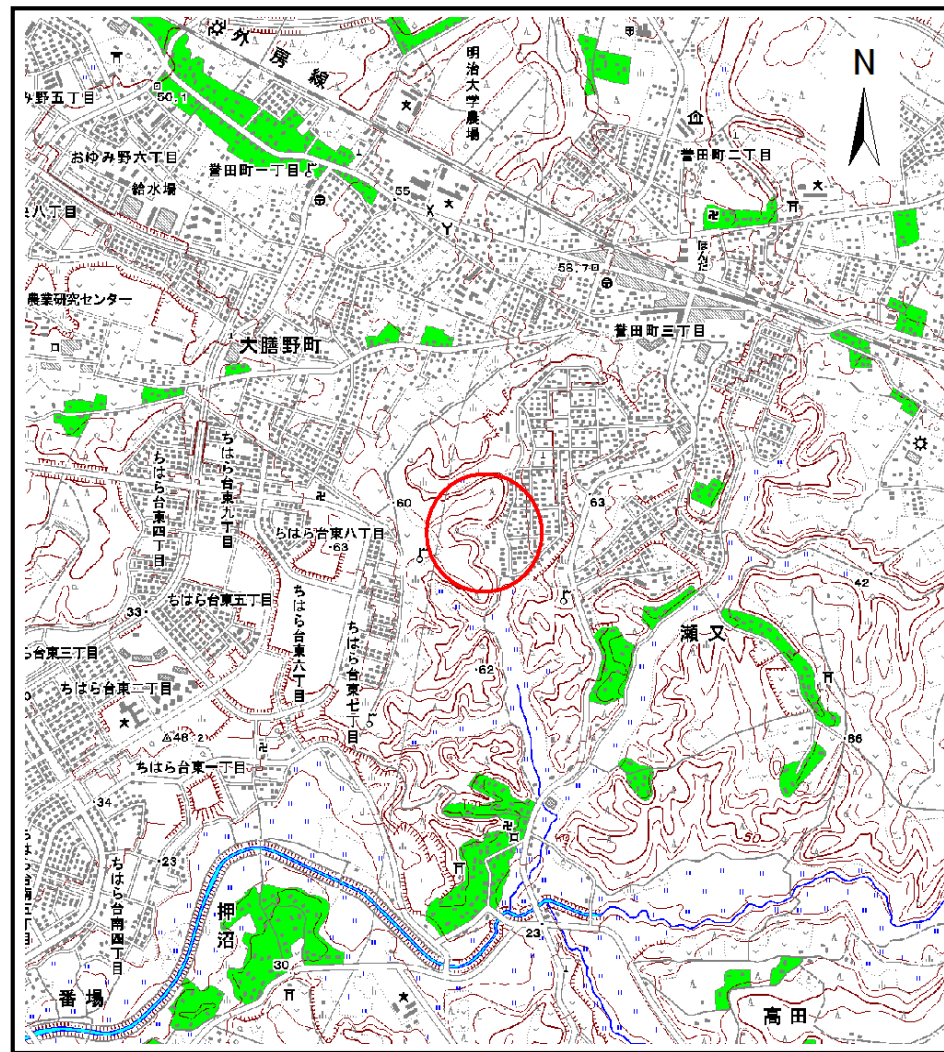 外房線
明治大学農場
N
み野五丁目
50.1
おゆみ野六丁目
誉田町一丁目
誉田町二丁目
給水場
55
八丁目
ほんだ
58.7
農業研究センター
誉田町三丁目
大膳野町
ちはら台東九丁目
ちはら台東四丁目
60
63
ちはら台東八丁目
63
42
ちはら台東五丁目
33
ちはら台東六丁目
ちはら台東七丁目
瀬又
ら台東三丁目
62
ちはら台東二丁目
48.2
86
ちはら台東一丁目
34
50
23
ちはら台南四丁目
押沼
23
30
番場
高田